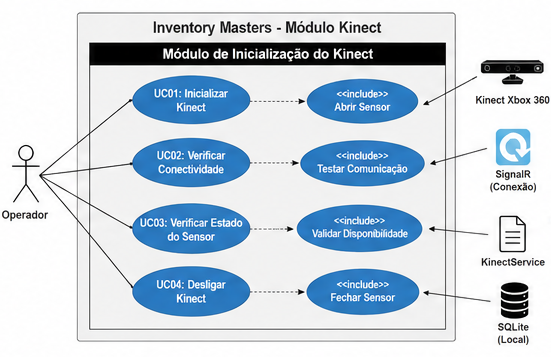 Inventory Masters - Módulo Kinect
Módulo de Inicialização do Kinect
UC01: Inicializar
Kinect
<<include>>
Abrir Sensor
Kinect Xbox 360
UC02: Verificar
Conectividade
<<include>>
Testar Comunicação
SignalR
(Conexão)
Operador
UC03: Verificar Estado
do Sensor
<<include>>
Validar Disponibilidade
KinectService
UC04: Desligar
Kinect
<<include>>
Fechar Sensor
SQLite
(Local)